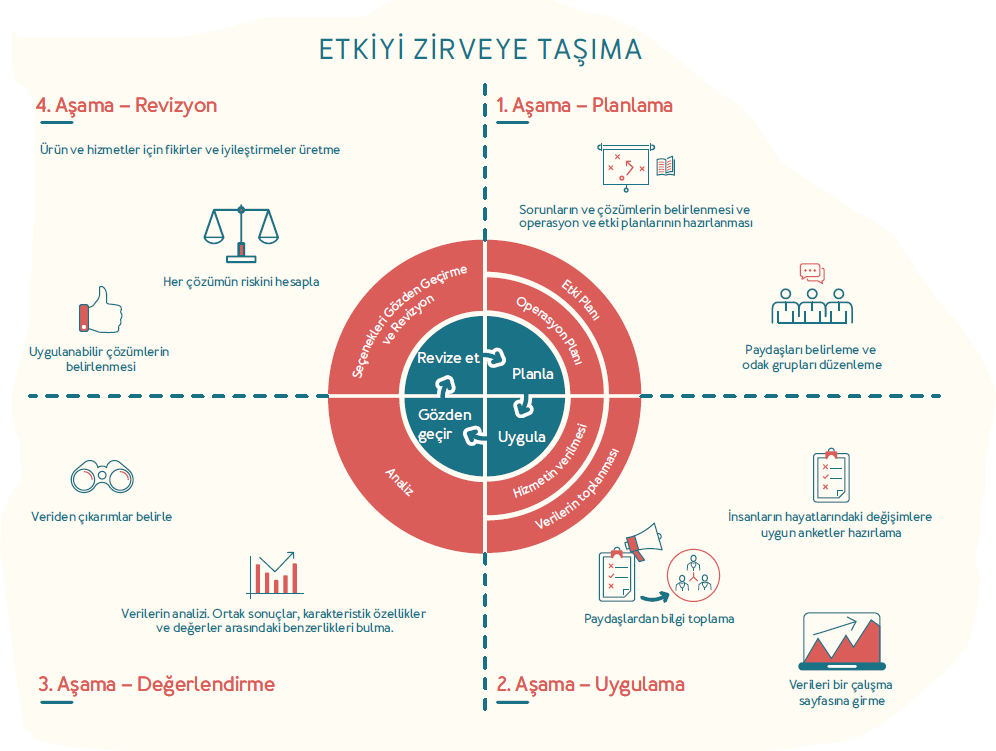 ETKİYİ ZİRVEYE TAŞIMA
4. Aşama – Revizyon
Ürün ve hizmetler için fikirler ve iyileştirmeler üretme
Her çözümün riskini hesapla
Uygulanabilir çözümlerin
belirlenmesi
1. Aşama – Planlama
Sorunların ve çözümlerin belirlenmesi ve
operasyon ve etki planlarının hazırlanması
Paydaşları belirleme ve
odak grupları düzenleme
Seçenekleri Gözden Geçirme
ve Revizyon
Etki Planı
Operasyon Planı
Revize et
Planla
Gözden
geçir
Uygula
Analiz
Hizmetin verilmesi
Verilerin toplanması
Veriden çıkarımlar belirle
Verilerin analizi. Ortak sonuçlar, karakteristik özellikler
ve değerler arasındaki benzerlikleri bulma.
3. Aşama – Değerlendirme
İnsanların hayatlarındaki değişimlere
uygun anketler hazırlama
Paydaşlardan bilgi toplama
Verileri bir çalışma
sayfasına girme
2. Aşama – Uygulama